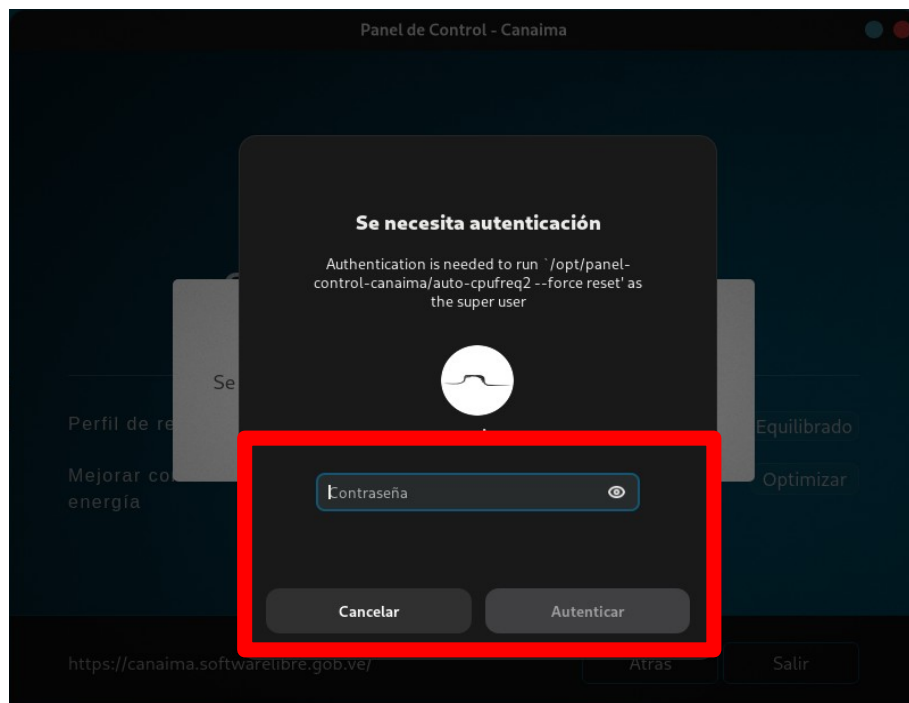 Panel de Control - Canaima
Se necesita autenticación
Authentication is needed to run `/opt/panel-
control-canaima/auto-cpufreq2 --force reset' as
the super user
Se
Perfil de re
Equilibrado
Mejorar co
energía
Optimizar
Contraseña
Cancelar
Autenticar
https://canaima.softwarelibre.gob.ve/
Atras
Salir